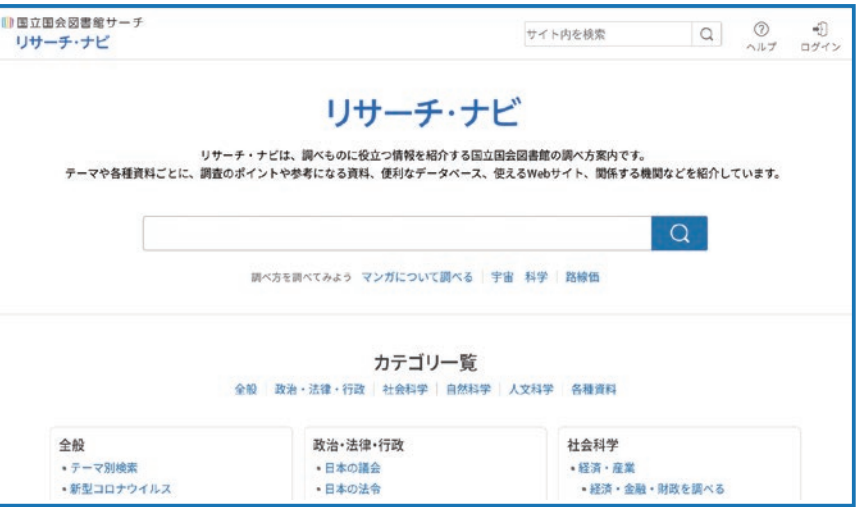 国立国会図書館サーチ
リサーチ・ナビ
サイト内を検索
ヘルプ
ログイン
リサーチ・ナビ
リサーチ・ナビは、調べものに役立つ情報を紹介する国立国会図書館の調べ方案内です。
テーマや各種資料ごとに、調査のポイントや参考になる資料、便利なデータベース、使えるWebサイト、関係する機関などを紹介しています。
調べ方を調べてみよう マンガについて調べる 宇宙 科学 路線価
カテゴリ一覧
全般 政治・法律・行政 社会科学 自然科学 人文科学 各種資料
全般
・テーマ別検索
・新型コロナウイルス
政治・法律・行政
・日本の議会
・日本の法令
社会科学
・経済・産業
・経済・金融・財政を調べる